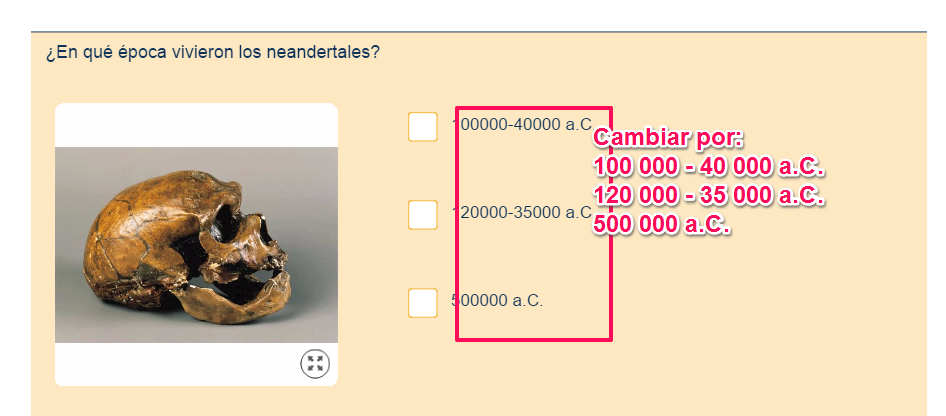 ¿En qué época vivieron los neandertales?
100000-40000 a.C.
120000-35000 a.C.
500000 a.C.
Cambiar por:
100 000 - 40 000 a.C.
120 000 - 35 000 a.C.
500 000 a.C.